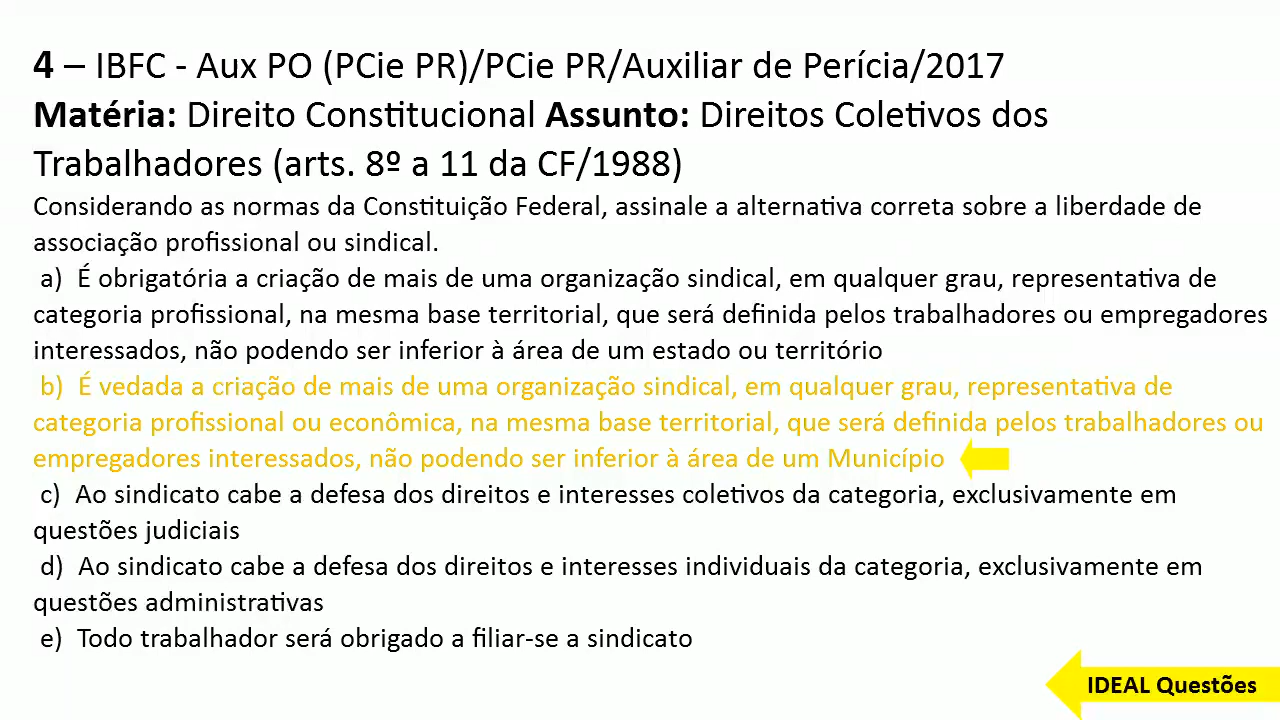 4 – IBFC - Aux PO (PCie PR)/PCie PR/Auxiliar de Perícia/2017
Matéria: Direito Constitucional Assunto: Direitos Coletivos dos
Trabalhadores (arts. 8º a 11 da CF/1988)
Considerando as normas da Constituição Federal, assinale a alternativa correta sobre a liberdade de
associação profissional ou sindical.
a) É obrigatória a criação de mais de uma organização sindical, em qualquer grau, representativa de
categoria profissional, na mesma base territorial, que será definida pelos trabalhadores ou empregadores
interessados, não podendo ser inferior à área de um estado ou território
b) É vedada a criação de mais de uma organização sindical, em qualquer grau, representativa de
categoria profissional ou econômica, na mesma base territorial, que será definida pelos trabalhadores ou
empregadores interessados, não podendo ser inferior à área de um Município
c) Ao sindicato cabe a defesa dos direitos e interesses coletivos da categoria, exclusivamente em
questões judiciais
d) Ao sindicato cabe a defesa dos direitos e interesses individuais da categoria, exclusivamente em
questões administrativas
e) Todo trabalhador será obrigado a filiar-se a sindicato
IDEAL Questões